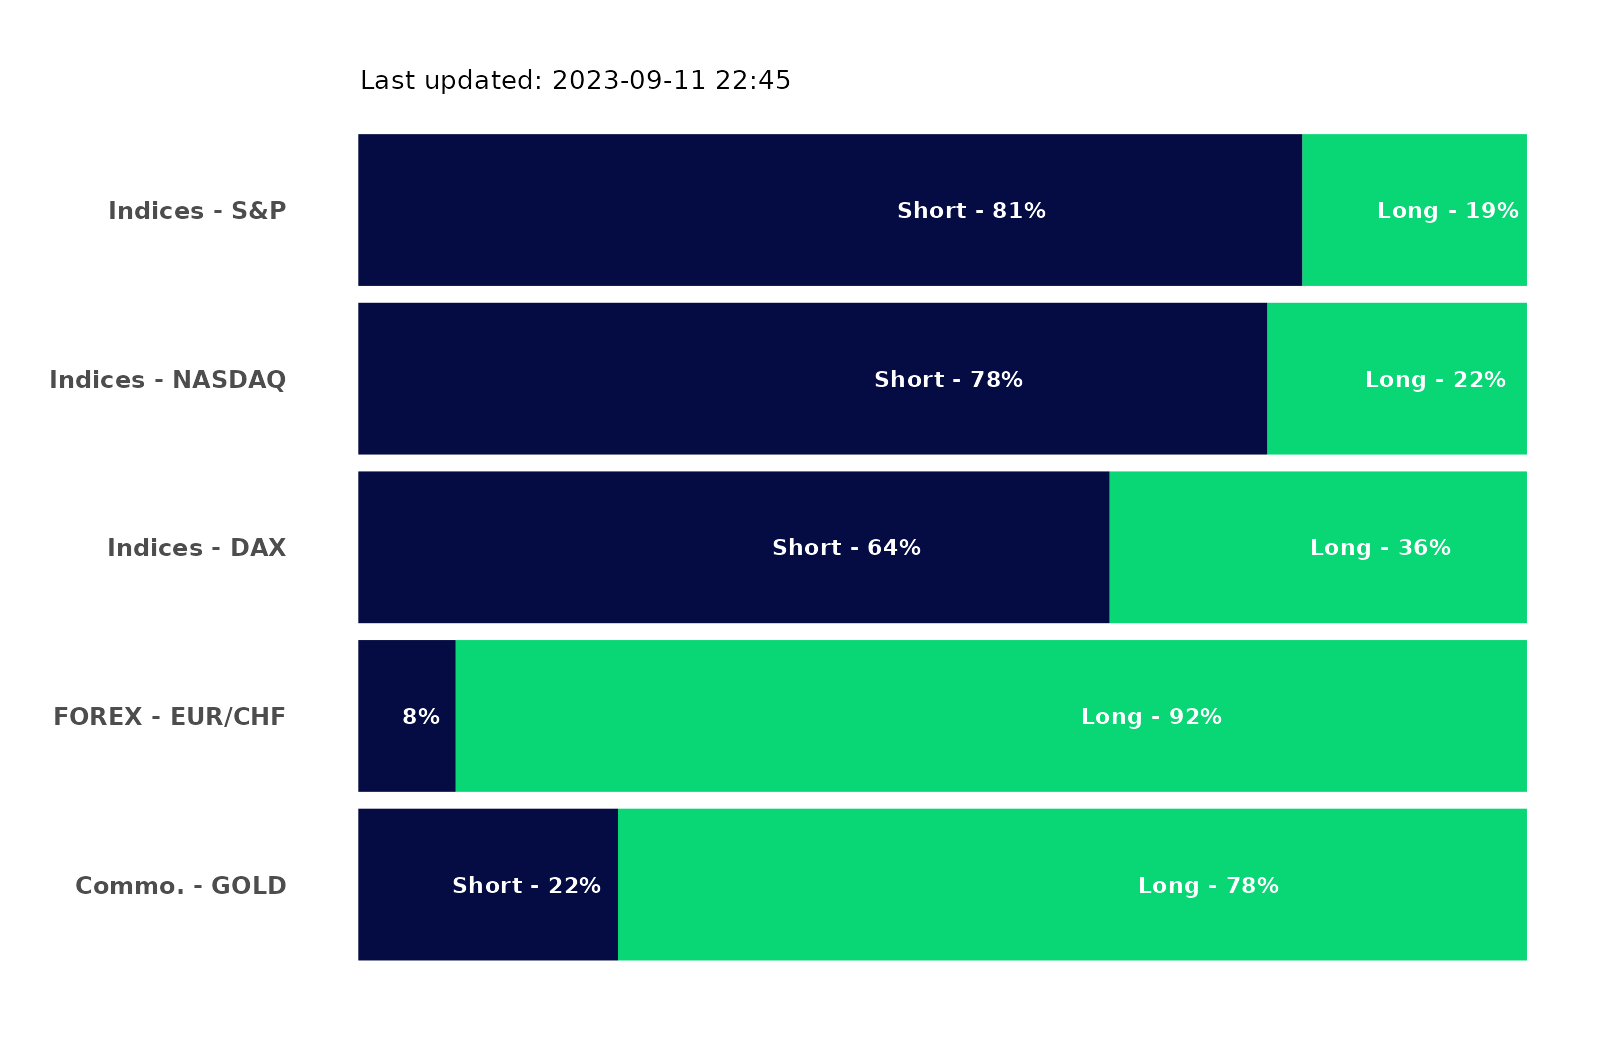 Last updated: 2023-09-11 22:45
Indices - S&P
Short - 81%
Long - 19%
Indices - NASDAQ
Short - 78%
Long - 22%
Indices - DAX
Short - 64%
Long - 36%
FOREX - EUR/CHF
8%
Long - 92%
Commo. - GOLD
Short - 22%
Long - 78%